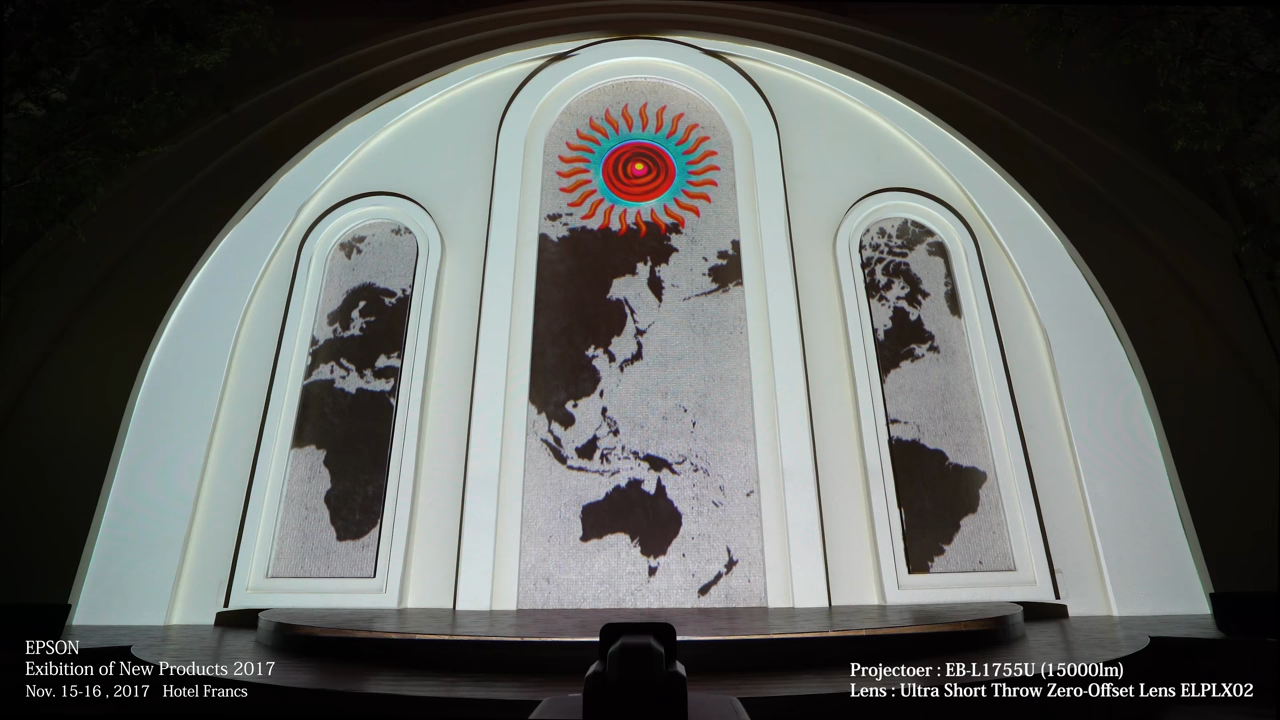 EPSON
Exibition of New Products 2017
Nov. 15-16 , 2017 Hotel Francs
Projectoer : EB-L1755U (15000lm)
Lens : Ultra Short Throw Zero-Offset Lens ELPLX02